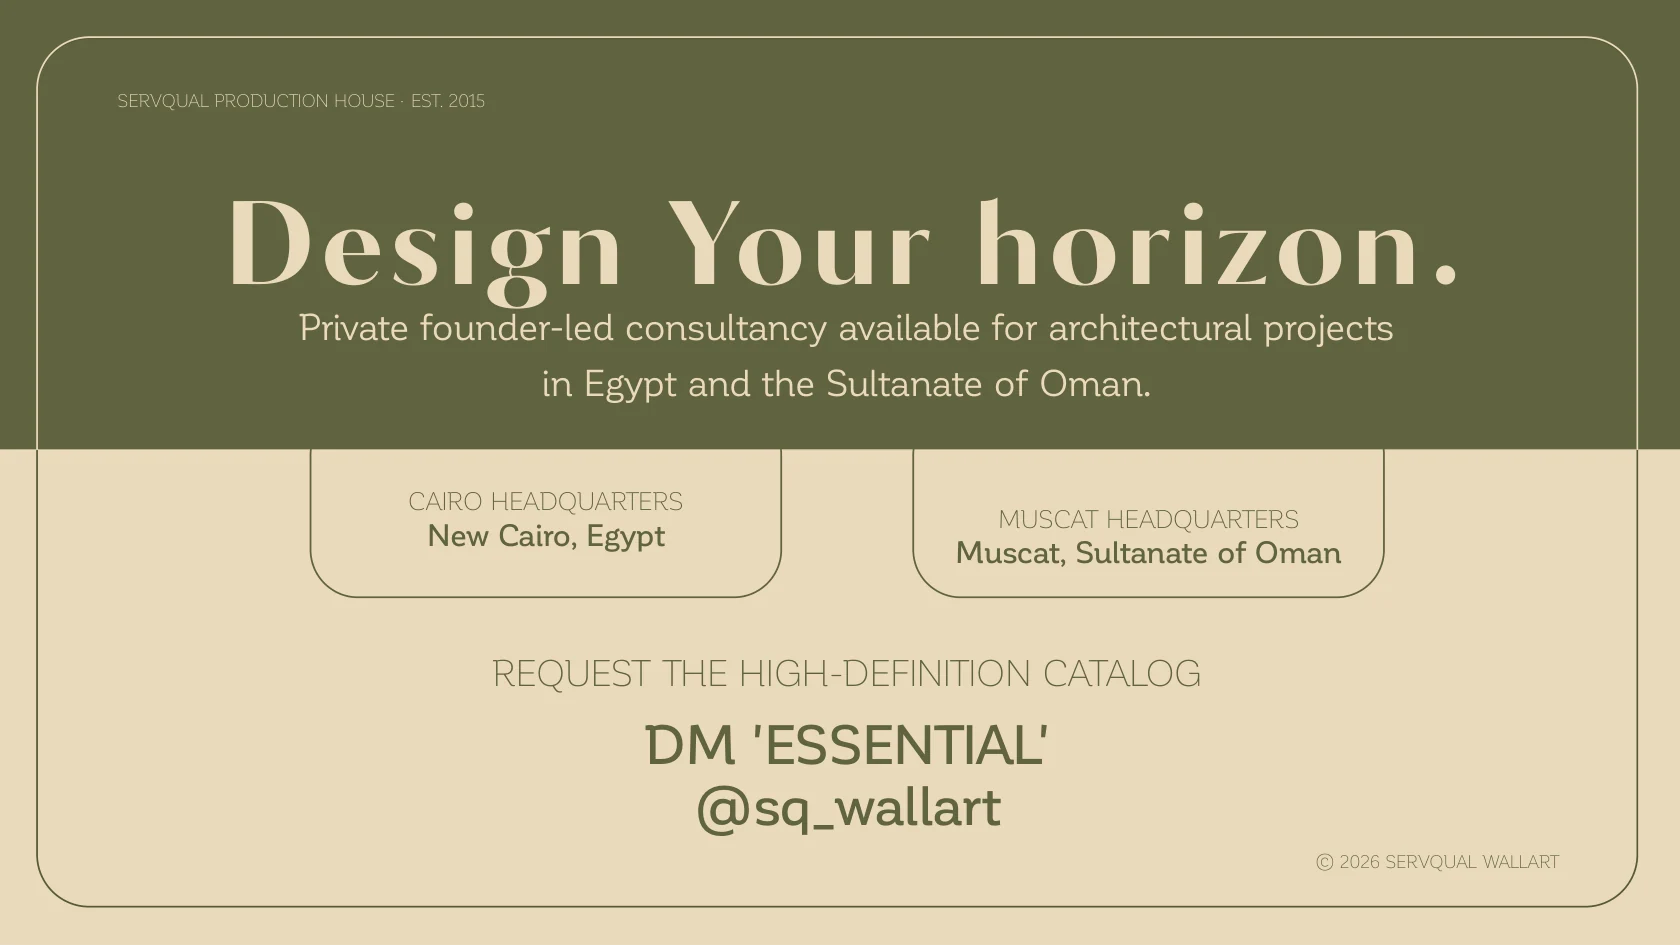 SERVQUAL PRODUCTION HOUSE · EST. 2015
Design Your horizon.
Private founder-led consultancy available for architectural projects
in Egypt and the Sultanate of Oman.
CAIRO HEADQUARTERS
New Cairo, Egypt
MUSCAT HEADQUARTERS
Muscat, Sultanate of Oman
REQUEST THE HIGH-DEFINITION CATALOG
DM 'ESSENTIAL'
@sq_wallart
© 2026 SERVQUAL WALLART